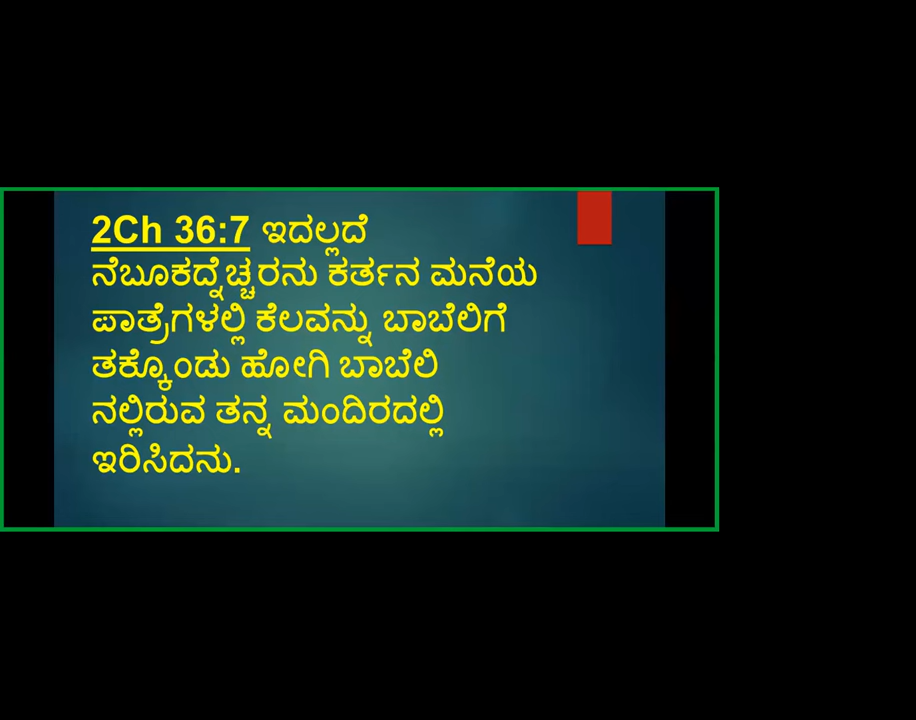 2Ch 36:7 ಇದಲ್ಲದೆ
ನೆಬೂಕದ್ನೆಚ್ಚರನು ಕರ್ತನ ಮನೆಯ
ಪಾತ್ರೆಗಳಲ್ಲಿ ಕೆಲವನ್ನು ಬಾಬೆಲಿಗೆ
ತಕ್ಕೊಂಡು ಹೋಗಿ ಬಾಬೆಲಿ
ನಲ್ಲಿರುವ ತನ್ನ ಮಂದಿರದಲ್ಲಿ
ಇರಿಸಿದನು.